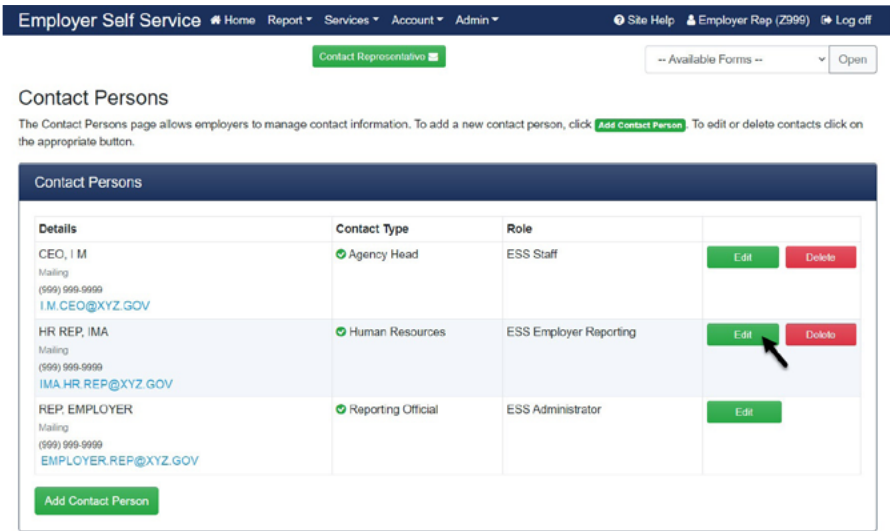 Employer Self Service Home Report Services Account Admin Site Help Employer Rep (Z999) Log off
Contact Representative -- Available Forms -- Open
Contact Persons
The Contact Persons page allows employers to manage contact information. To add a new contact person, click Add Contact Person. To edit or delete contacts click on
the appropriate button.
Contact Persons
Details Contact Type Role
CEO, I M Agency Head ESS Staff Edit Delete
Mailing
(999) 999-9999
I.M.CEO@XYZ.GOV
HR REP, IMA Human Resources ESS Employer Reporting Edit Delete
Mailing
(999) 999-9999
IMA.HR.REP@XYZ.GOV
REP, EMPLOYER Reporting Official ESS Administrator Edit
Mailing
(999) 999-9999
EMPLOYER.REP@XYZ.GOV
Add Contact Person